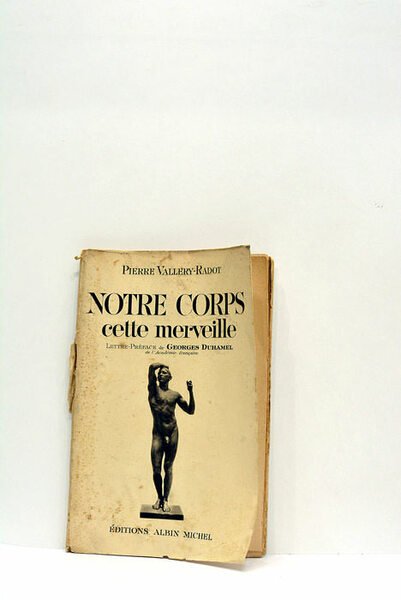 PIERRE VALLERY-RADOT
NOTRE CORPS
cette merveille
LETTRE-PRÉFACE de GEORGES DUHAMEL
de l'Académie française
ÉDITIONS ALBIN MICHEL